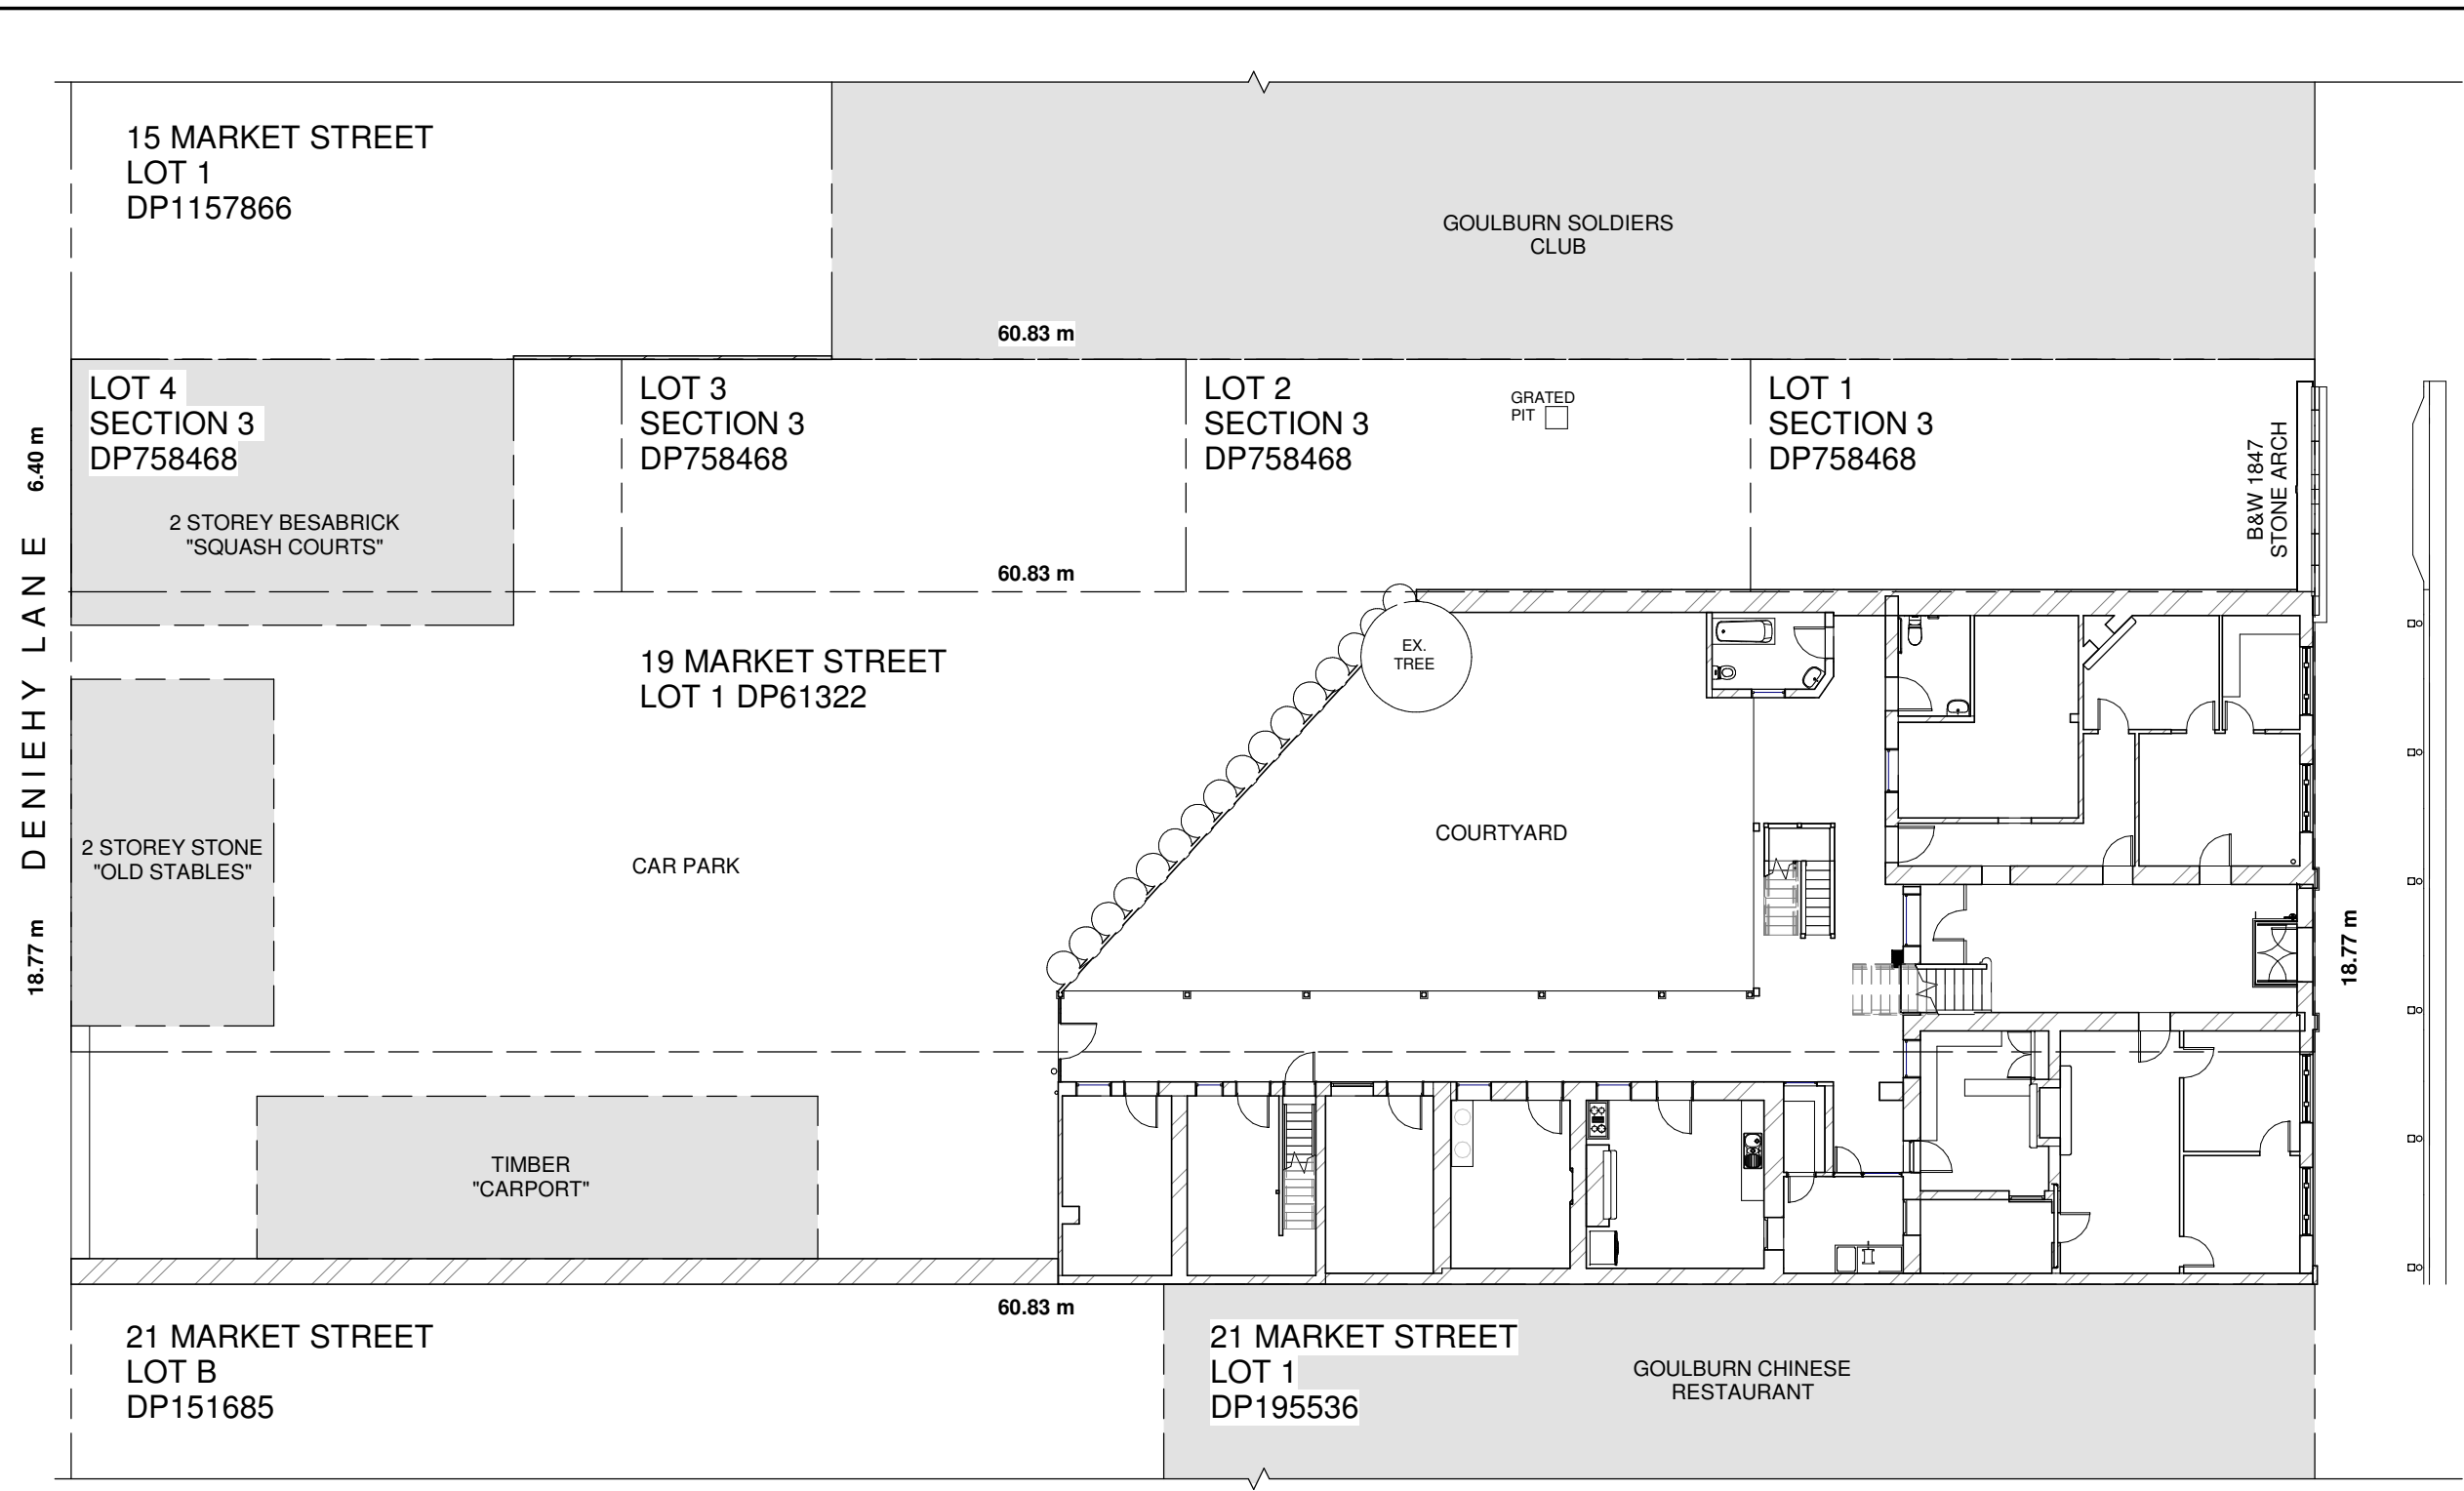 15 MARKET STREET
LOT 1
DP1157866
GOULBURN SOLDIERS
CLUB
60.83 m
LOT 4
SECTION 3
DP758468
2 STOREY BESABRICK
"SQUASH COURTS"
LOT 3
SECTION 3
DP758468
LOT 2
SECTION 3
DP758468
GRATED
PIT
LOT 1
SECTION 3
DP758468
B&W 1847
STONE ARCH
6.40 m
DENIEHY LANE
18.77 m
60.83 m
19 MARKET STREET
LOT 1 DP61322
EX.
TREE
2 STOREY STONE
"OLD STABLES"
CAR PARK
COURTYARD
18.77 m
TIMBER
"CARPORT"
60.83 m
21 MARKET STREET
LOT B
DP151685
21 MARKET STREET
LOT 1
DP195536
GOULBURN CHINESE
RESTAURANT